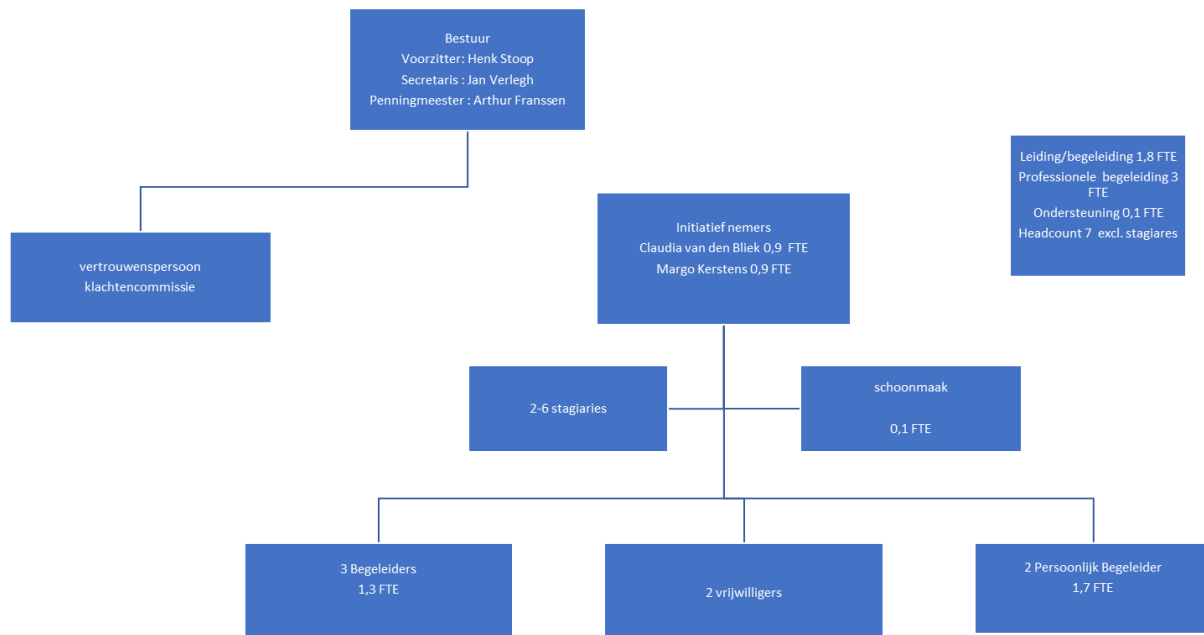 Bestuur
Voorzitter: Henk Stoop
Secretaris : Jan Verlegh
Penningmeester : Arthur Franssen
Leiding/begeleiding 1,8 FTE
Professionele begeleiding 3
FTE
Ondersteuning 0,1 FTE
Headcount 7 excl. stagiares
vertrouwenspersoon
klachtencommissie
Initiatief nemers
Claudia van den Bliek 0,9 FTE
Margo Kerstens 0,9 FTE
2-6 stagiaries
schoonmaak
0,1 FTE
3 Begeleiders
1,3 FTE
2 vrijwilligers
2 Persoonlijk Begeleider
1,7 FTE